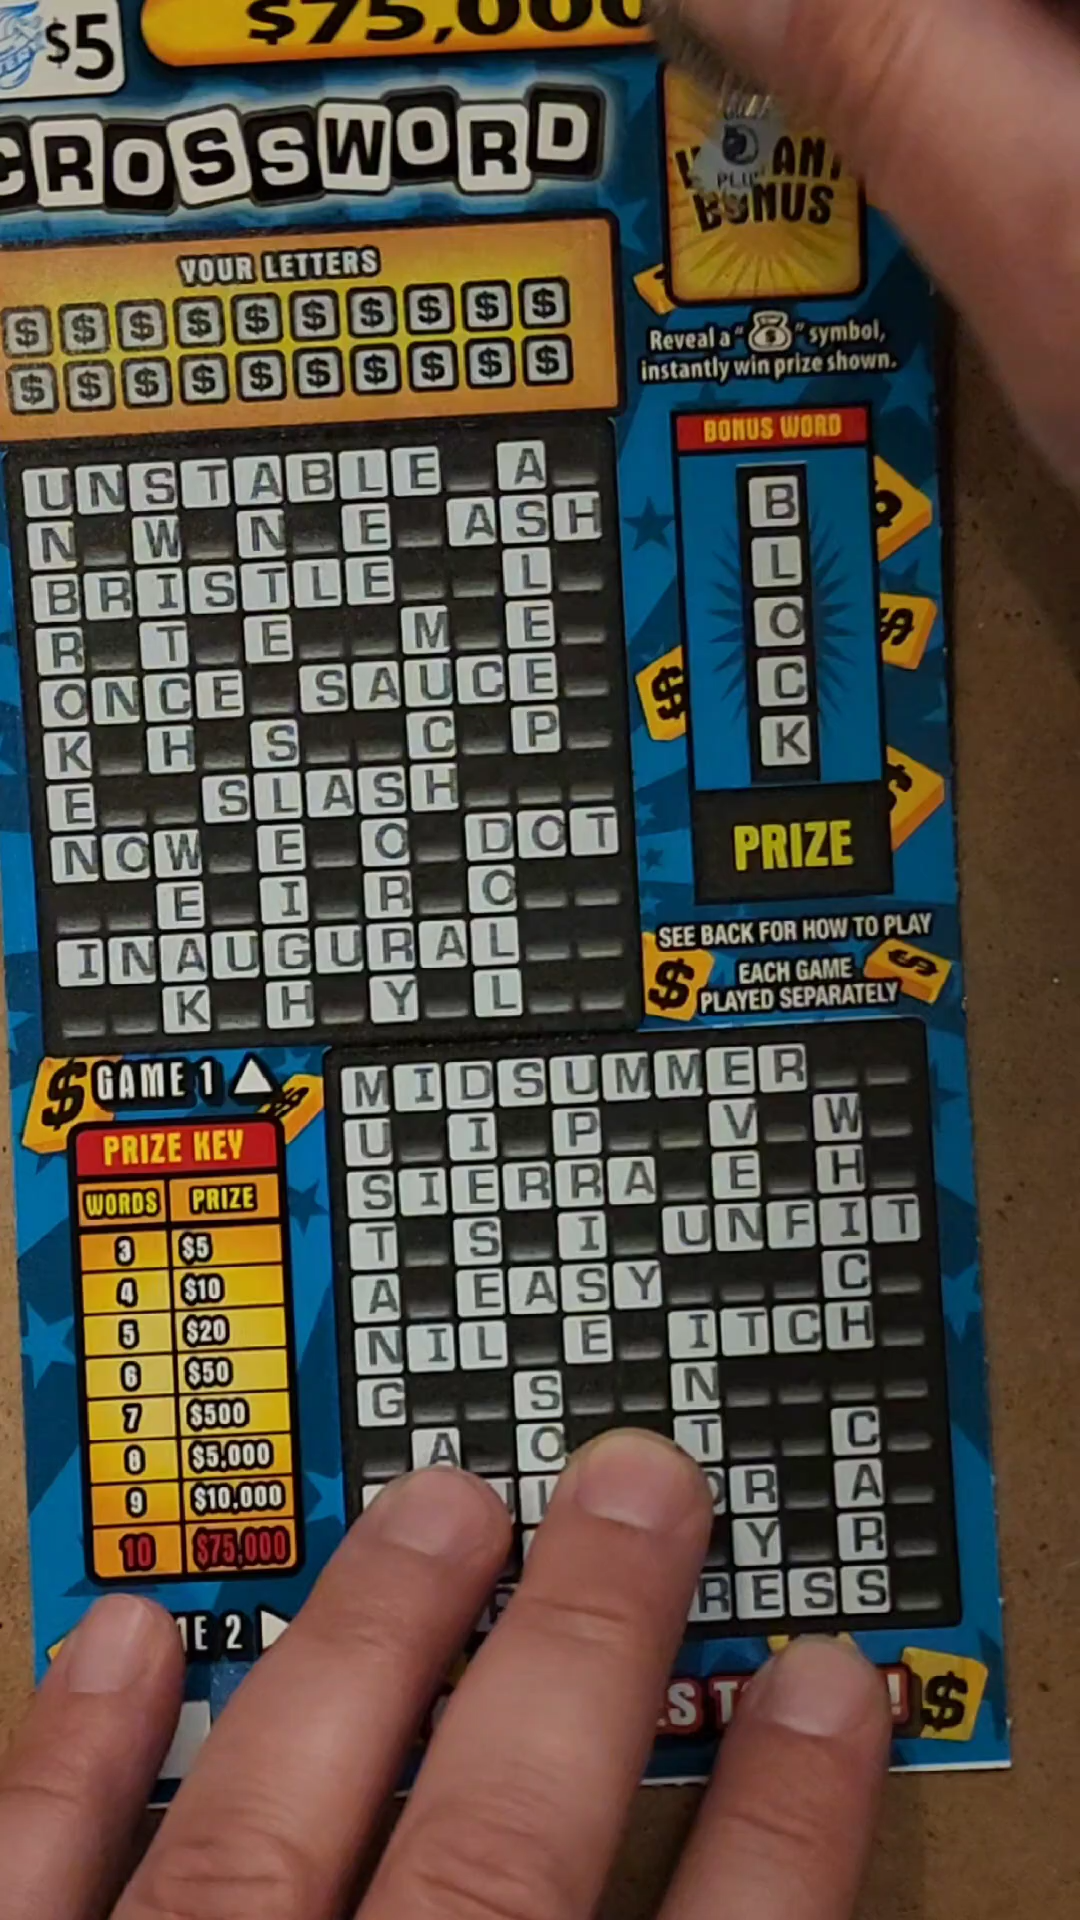 $5
$75,000
CROSSWORD
BONUS
YOUR LETTERS
$ $ $ $ $ $ $ $ $ $
$ $ $ $ $ $ $ $ $ $
Reveal a "$" symbol,
instantly win prize shown.
BONUS WORD
B
L
O
C
K
PRIZE
SEE BACK FOR HOW TO PLAY
EACH GAME
PLAYED SEPARATELY
UNSTABLE A
N W N E ASH
BRISTLE L
R T E M E
ONCE SAUCE
K H S C P
E SLASH
NOW E O DOT
E I R O
INAUGURAL
K H Y L
GAME 1
PRIZE KEY
WORDS PRIZE
3 $5
4 $10
5 $20
6 $50
7 $500
8 $5,000
9 $10,000
10 $75,000
E 2
MIDSUMMER
U I P V W
SIERRA E H
T S I UNFIT
A EASY C
NIL E ITCH
G S N
A O T C
R A
Y R
RESS